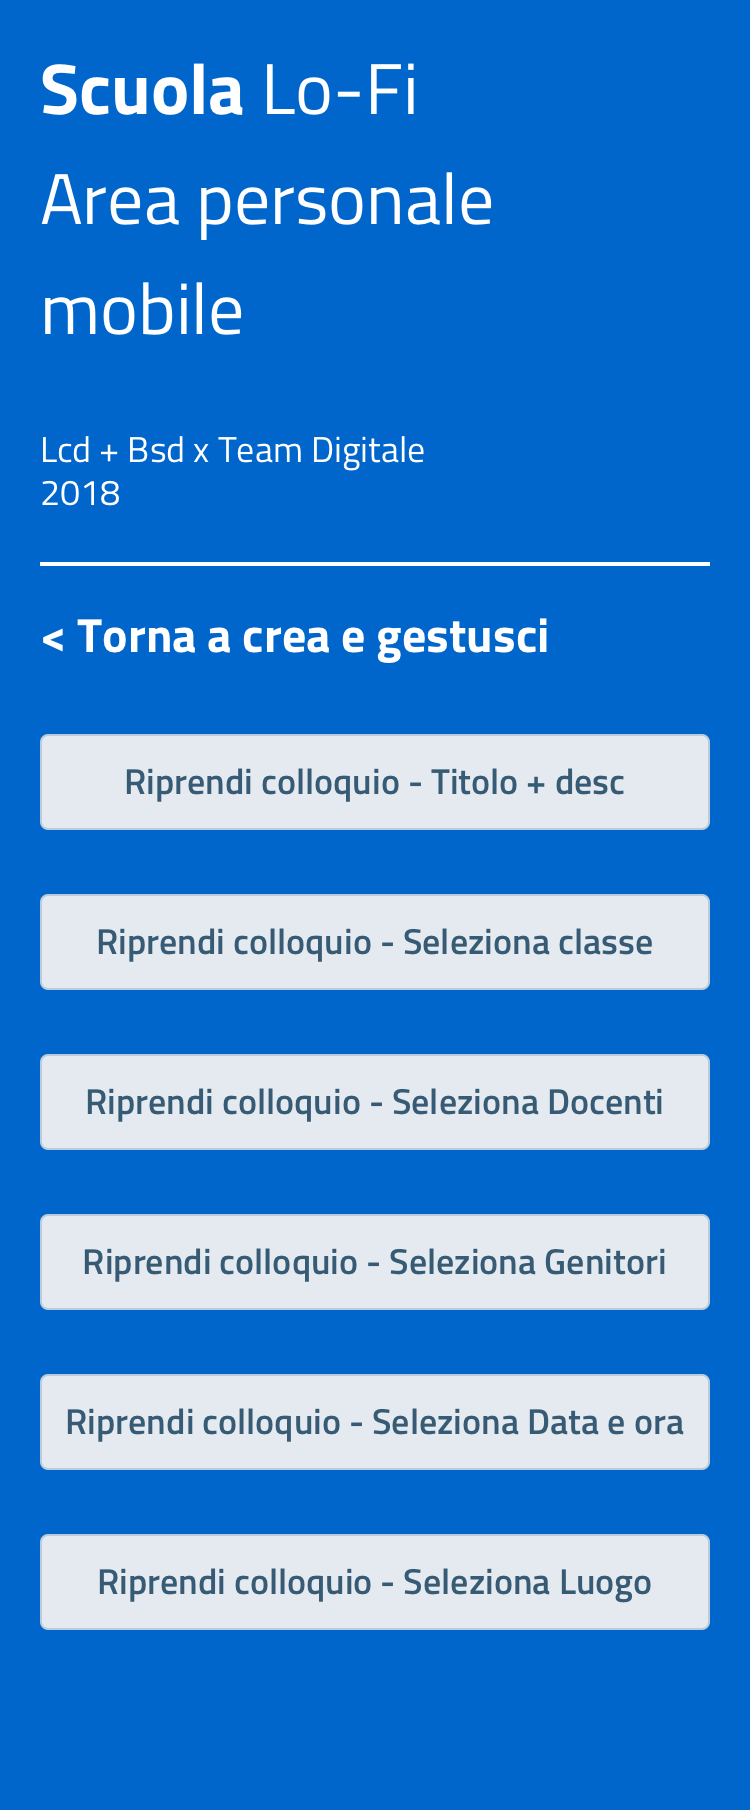 Scuola Lo-Fi
Area personale
mobile
Lcd + Bsd x Team Digitale
2018
< Torna a crea e gestusci
Riprendi colloquio - Titolo + desc
Riprendi colloquio - Seleziona classe
Riprendi colloquio - Seleziona Docenti
Riprendi colloquio - Seleziona Genitori
Riprendi colloquio - Seleziona Data e ora
Riprendi colloquio - Seleziona Luogo